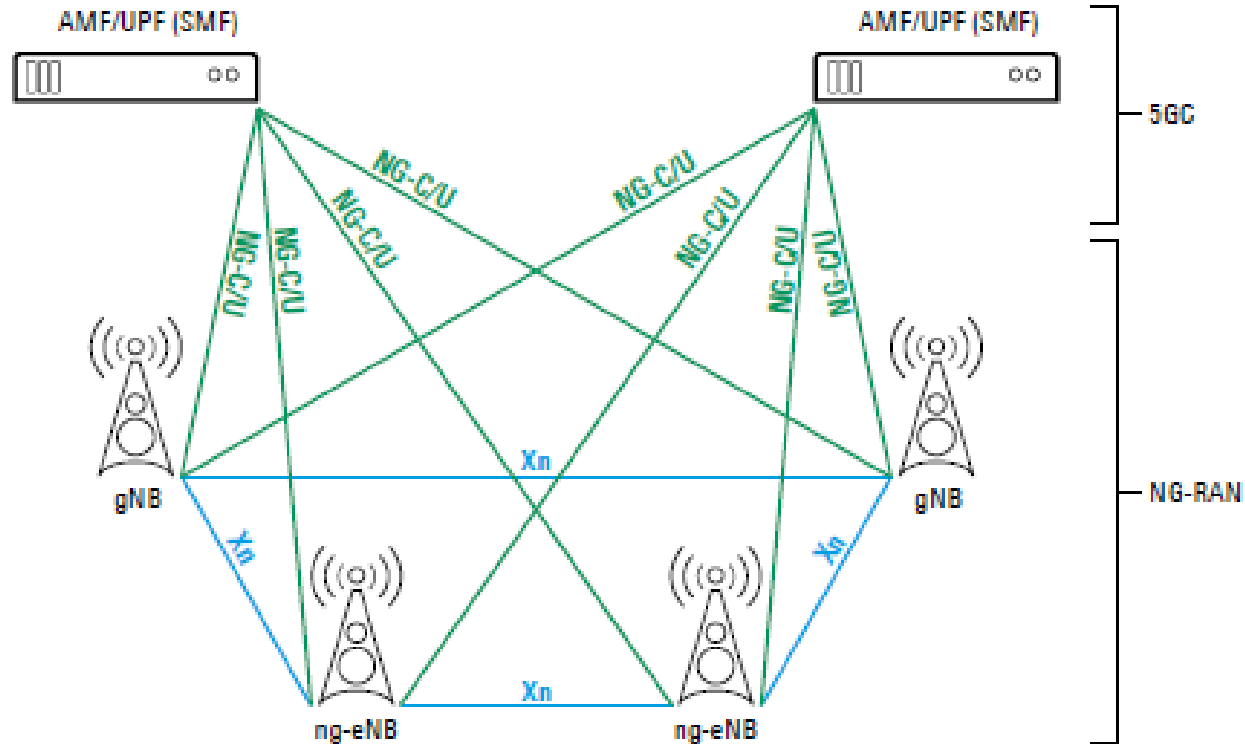 AMF/UPF (SMF)
AMF/UPF (SMF)
5GC
NG-C/U
NG-C/U
NG-C/U
NG-C/U
NG-C/U
NG-C/U
NG-C/U
NG-C/U
Xn
gNB
gNB
NG-RAN
Xn
Xn
Xn
ng-eNB
ng-eNB